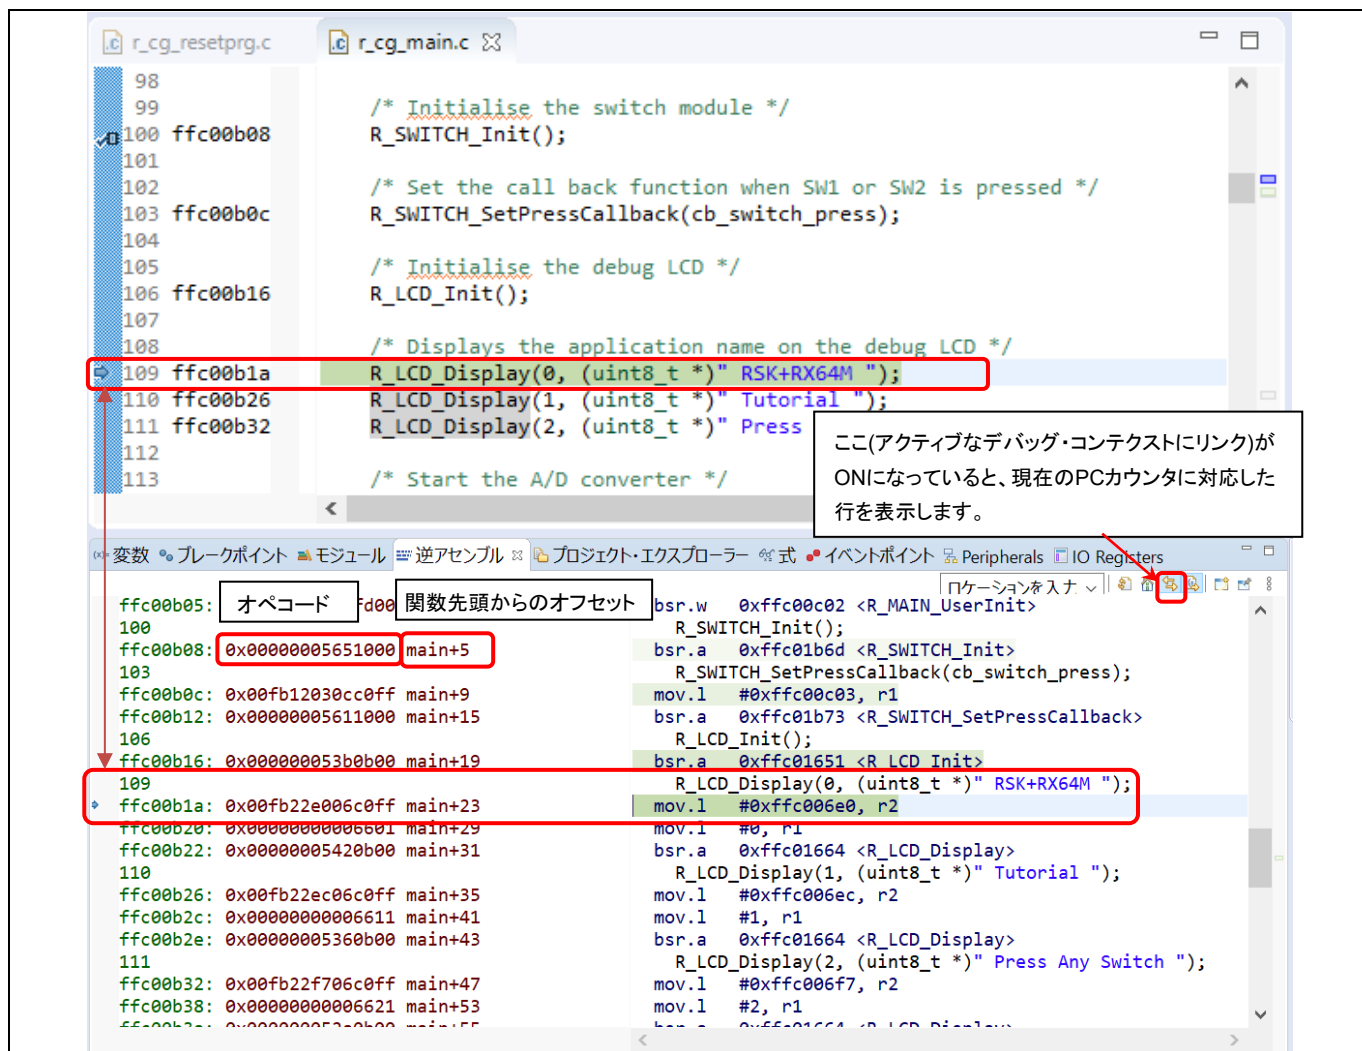 r_cg_resetprg.c r_cg_main.c
98
99 /* Initialise the switch module */
100 ffc00b08 R_SWITCH_Init();
101
102 /* Set the call back function when SW1 or SW2 is pressed */
103 ffc00b0c R_SWITCH_SetPressCallback(cb_switch_press);
104
105 /* Initialise the debug LCD */
106 ffc00b16 R_LCD_Init();
107
108 /* Displays the application name on the debug LCD */
109 ffc00b1a R_LCD_Display(0, (uint8_t *)" RSK+RX64M ");
110 ffc00b26 R_LCD_Display(1, (uint8_t *)" Tutorial ");
111 ffc00b32 R_LCD_Display(2, (uint8_t *)" Press
112
113 /* Start the A/D converter */
ここ(アクティブなデバッグ・コンテクストにリンク)が
ONになっていると、現在のPCカウンタに対応した
行を表示します。
変数 ブレークポイント モジュール 逆アセンブル プロジェクト・エクスプローラー 式 イベントポイント Peripherals IO Registers
ロケーションを入力
オペコード 関数先頭からのオフセット
ffc00b05: fd00 bsr.w 0xffc00c02 <R_MAIN_UserInit>
100 R_SWITCH_Init();
ffc00b08: 0x00000005651000 main+5 bsr.a 0xffc01b6d <R_SWITCH_Init>
103 R_SWITCH_SetPressCallback(cb_switch_press);
ffc00b0c: 0x00fb12030cc0ff main+9 mov.l #0xffc00c03, r1
ffc00b12: 0x00000005611000 main+15 bsr.a 0xffc01b73 <R_SWITCH_SetPressCallback>
106 R_LCD_Init();
ffc00b16: 0x000000053b0b00 main+19 bsr.a 0xffc01651 <R_LCD_Init>
109 R_LCD_Display(0, (uint8_t *)" RSK+RX64M ");
ffc00b1a: 0x00fb22e006c0ff main+23 mov.l #0xffc006e0, r2
ffc00b20: 0x00000000006601 main+29 mov.l #0, r1
ffc00b22: 0x00000005420b00 main+31 bsr.a 0xffc01664 <R_LCD_Display>
110 R_LCD_Display(1, (uint8_t *)" Tutorial ");
ffc00b26: 0x00fb22ec06c0ff main+35 mov.l #0xffc006ec, r2
ffc00b2c: 0x00000000006611 main+41 mov.l #1, r1
ffc00b2e: 0x00000005360b00 main+43 bsr.a 0xffc01664 <R_LCD_Display>
111 R_LCD_Display(2, (uint8_t *)" Press Any Switch ");
ffc00b32: 0x00fb22f706c0ff main+47 mov.l #0xffc006f7, r2
ffc00b38: 0x00000000006621 main+53 mov.l #2, r1